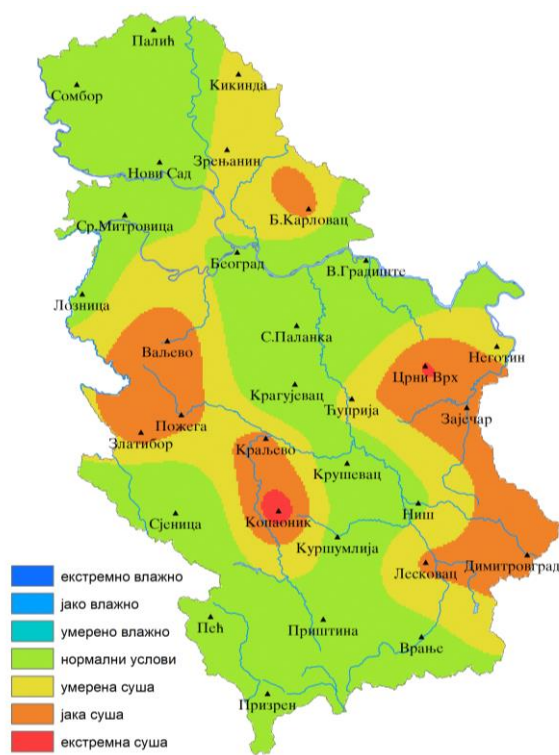 Палић
Кикинда
Сомбор
Зрењанин
Нови Сад
Б.Карловац
Ср.Митровица
Београд
В.Градиште
Лозница
С.Паланка
Ваљево
Неготин
Црни Врх
Крагујевац
Ћуприја
Зајечар
Пожега
Златибор
Краљево
Крушевац
Ниш
Сјеница
Копаоник
Куршумлија
Димитровград
Лесковац
Пећ
Приштина
Врање
Призрен
екстремно влажно
јако влажно
умерено влажно
нормални услови
умерена суша
јака суша
екстремна суша